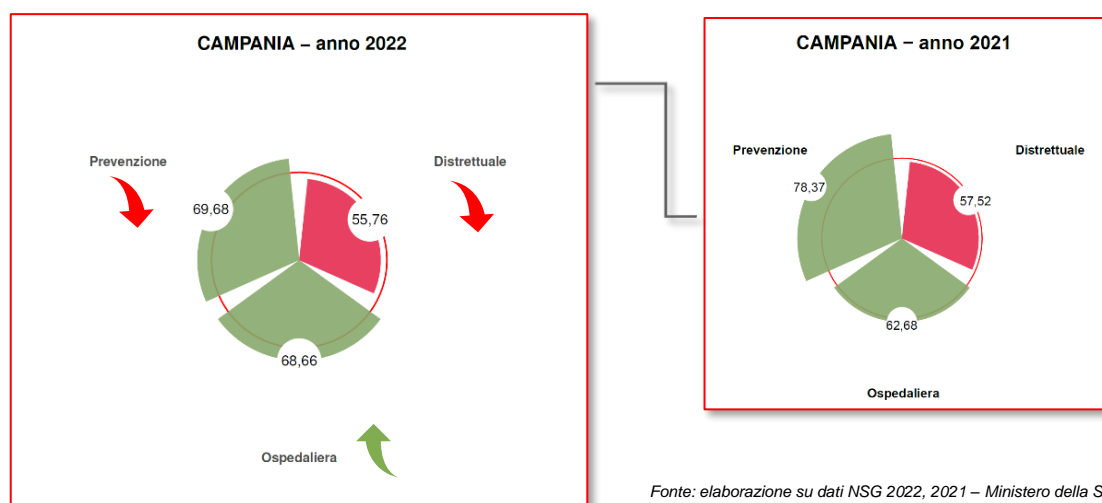 CAMPANIA – anno 2022
Prevenzione
Distrettuale
69,68
55,76
68,66
Ospedaliera
CAMPANIA – anno 2021
Prevenzione
Distrettuale
78,37
57,52
62,68
Ospedaliera
Fonte: elaborazione su dati NSG 2022, 2021 – Ministero della S